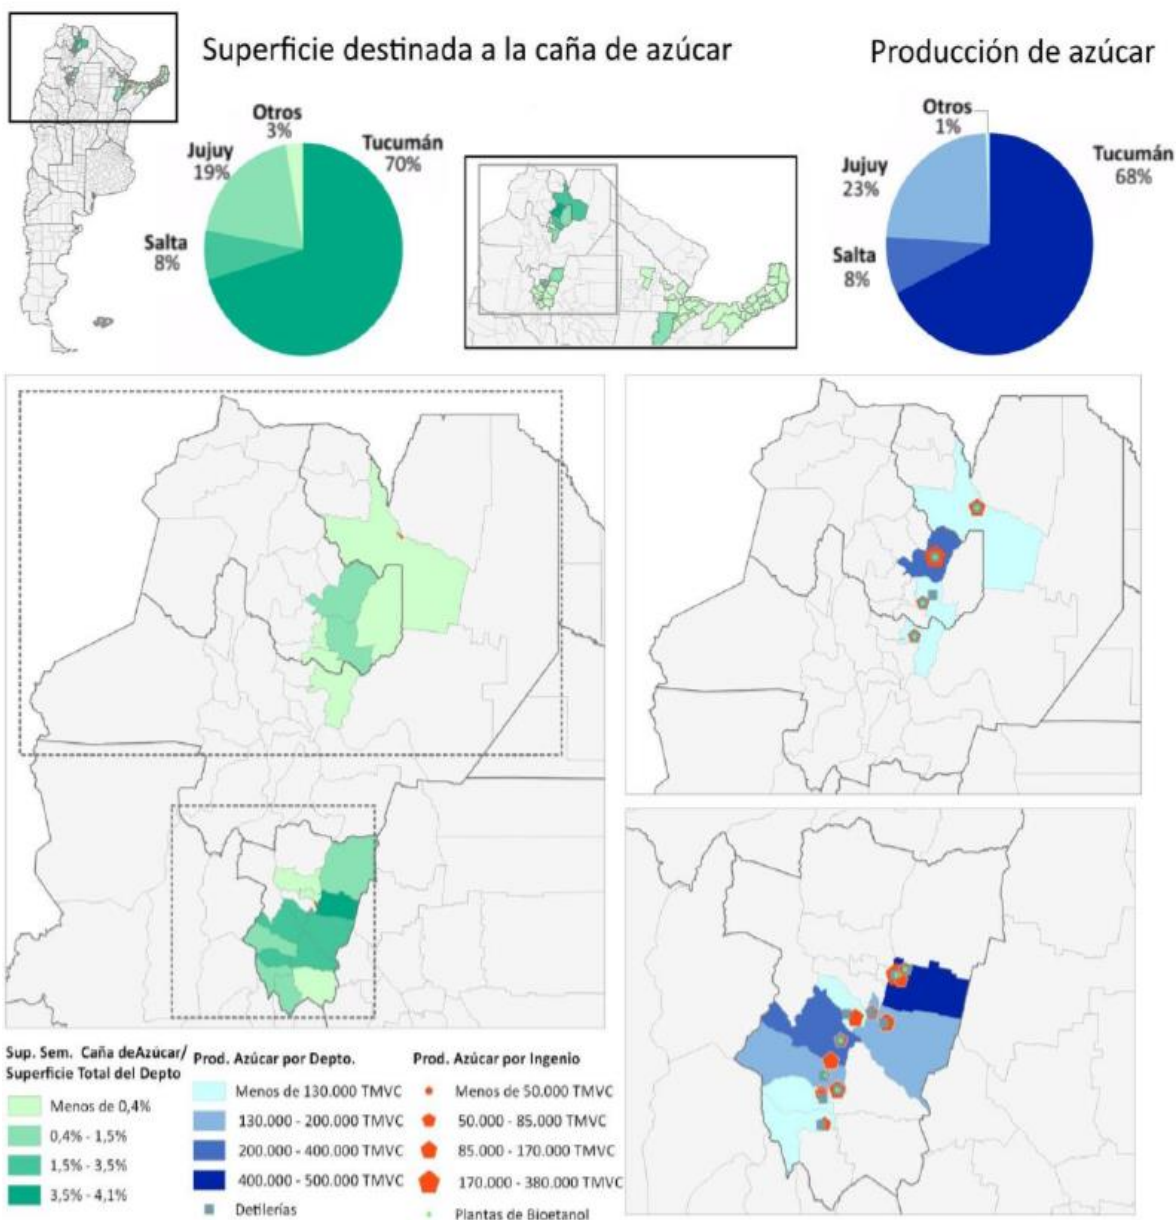 Superficie destinada a la caña de azúcar
Producción de azúcar
Otros
3%
Jujuy
19%
Tucumán
70%
Salta
8%
Otros
1%
Jujuy
23%
Tucumán
68%
Salta
8%
Sup. Sem. Caña deAzúcar/
Superficie Total del Depto
Menos de 0,4%
0,4% - 1,5%
1,5% - 3,5%
3,5% - 4,1%
Prod. Azúcar por Depto.
Menos de 130.000 TMVC
130.000 - 200.000 TMVC
200.000 - 400.000 TMVC
400.000 - 500.000 TMVC
Detilerías
Prod. Azúcar por Ingenio
Menos de 50.000 TMVC
50.000 - 85.000 TMVC
85.000 - 170.000 TMVC
170.000 - 380.000 TMVC
Plantas de Bioetanol